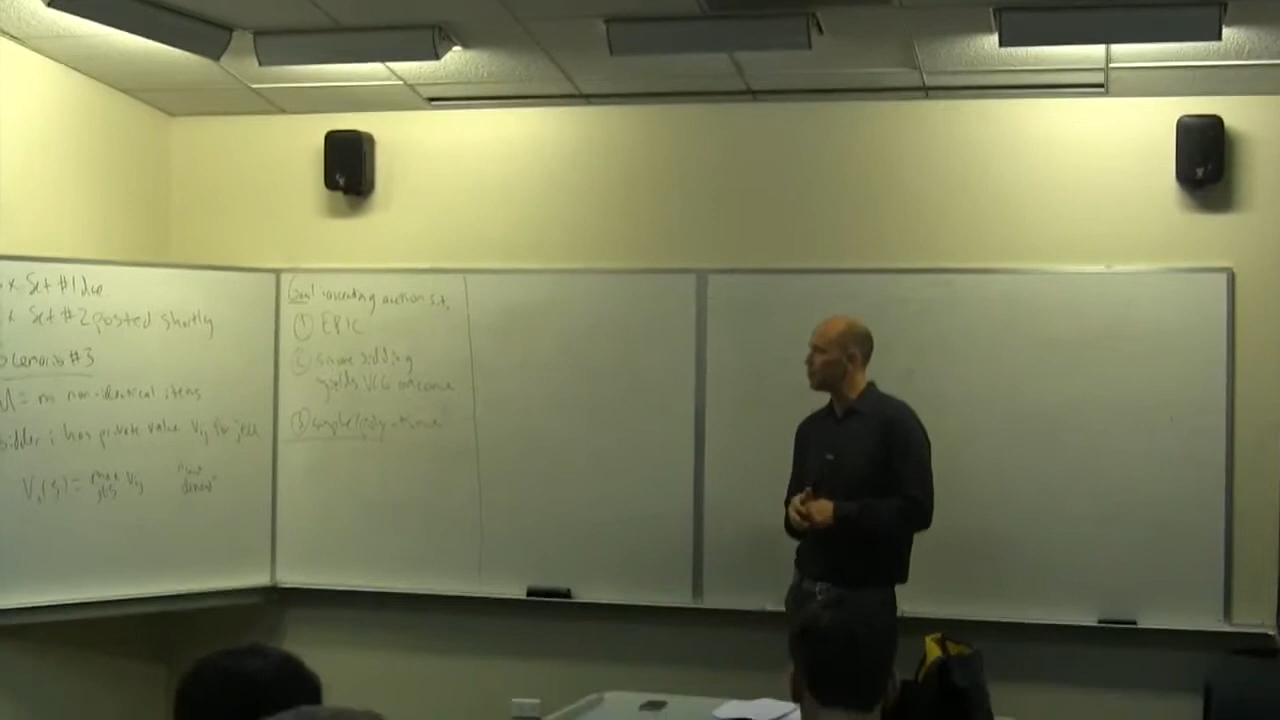 x Set #1 due
x Set #2 posted shortly
Scenario #3
U = m non-identical items
bidder i has private value Vij for j∈U
Vi(S) = max j∈S Vij "unit demand"
Goal: ascending auction s.t.
① EPIC
② sincere bidding
yields VCG outcome
③